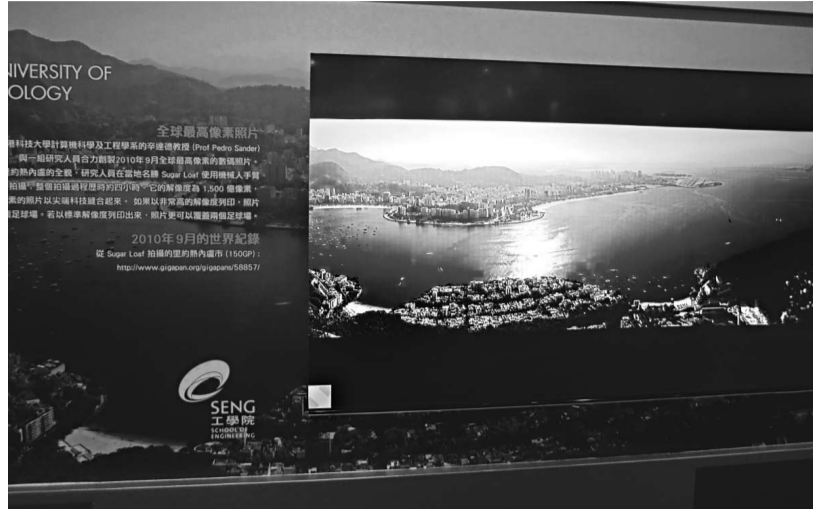 IVERSITY OF
OLOGY
全球最高像素照片
科技大學計算機科學及工程學系的辛達德教授 (Prof Pedro Sander)
與一組研究人員合力創製2010年9月全球最高像素的數碼照片。
約熱內盧的全貌，研究人員在當地名勝 Sugar Loaf 使用機械人手臂
拍攝，整個拍攝過程歷時約四小時，它的解像度為 1,500 億像素，
素的照片以尖端科技縫合起來。如果以非常高的解像度列印，照片
足球場。若以標準解像度列印出來，照片更可以覆蓋兩個足球場。
2010年9月的世界紀錄
從 Sugar Loaf 拍攝的里約熱內盧市 (150GP) :
http://www.gigapan.org/gigapans/58857/
SENG
工學院
SCHOOL OF
ENGINEERING